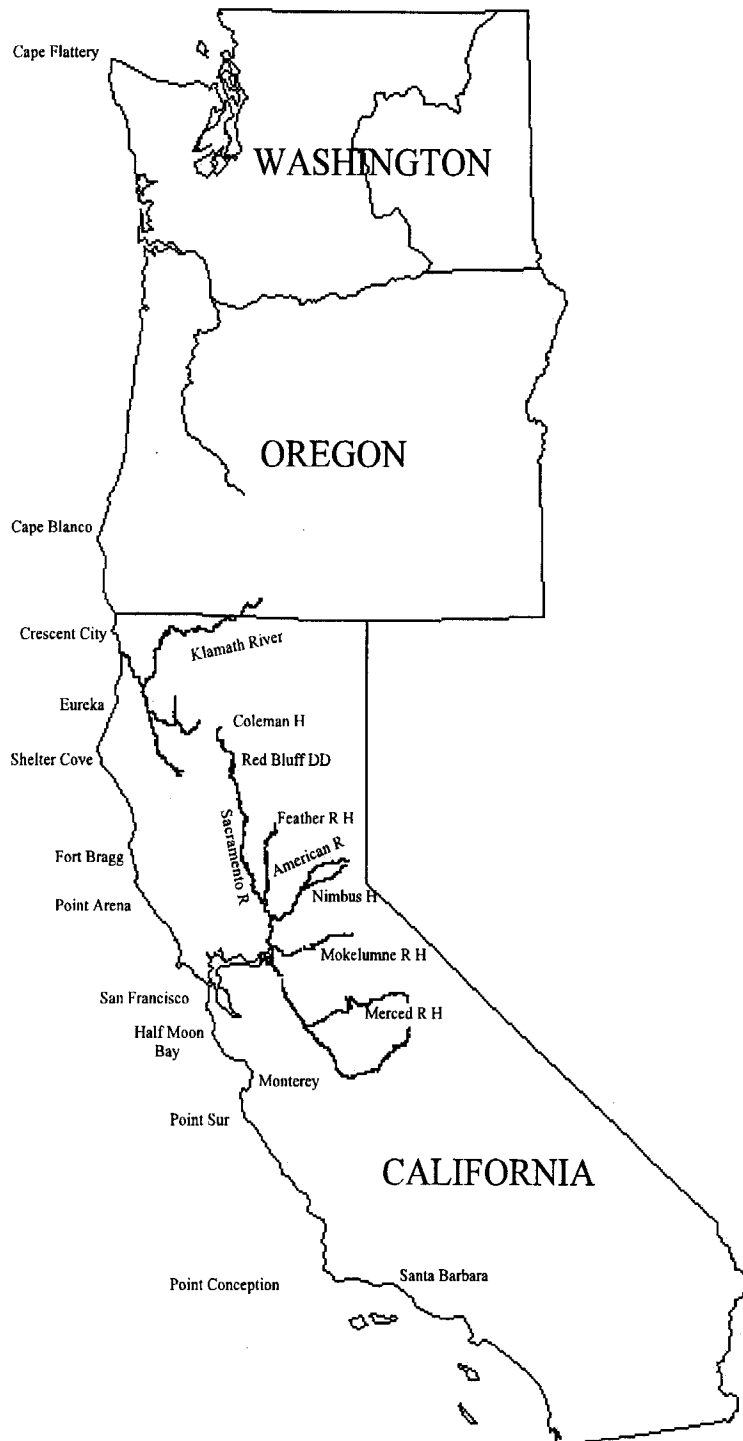 Cape Flattery
WASHINGTON
OREGON
Cape Blanco
Crescent City
Klamath River
Eureka
Coleman H
Shelter Cove
Red Bluff DD
Sacramento R
Feather R H
American R
Fort Bragg
Nimbus H
Point Arena
Mokelumne R H
San Francisco
Merced R H
Half Moon
Bay
Monterey
Point Sur
CALIFORNIA
Point Conception
Santa Barbara